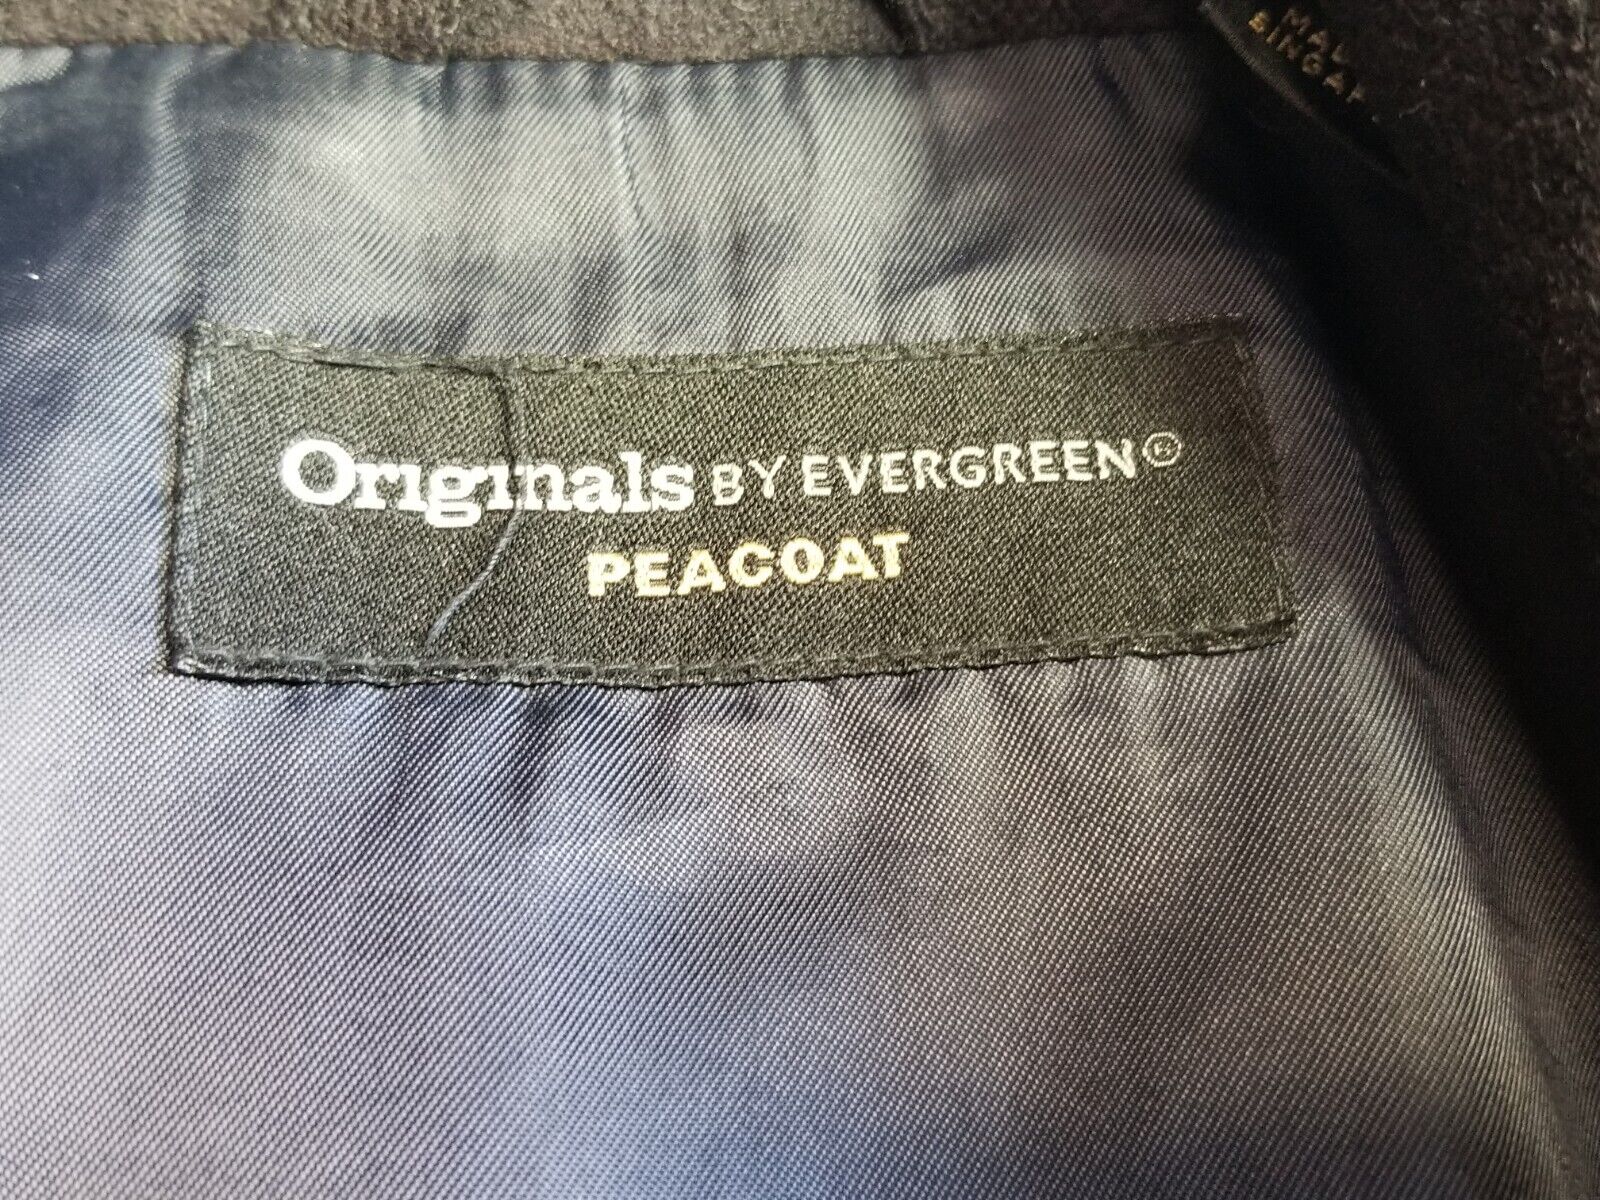 Originals BY EVERGREEN®
PEACOAT